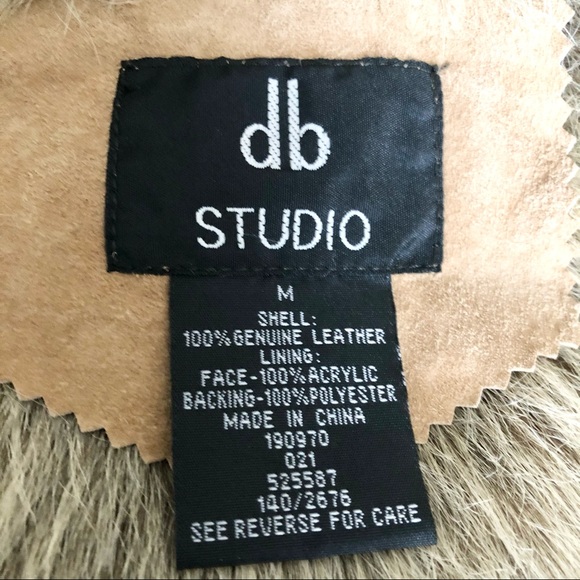 db
STUDIO
M
SHELL:
100% GENUINE LEATHER
LINING:
FACE-100% ACRYLIC
BACKING-100% POLYESTER
MADE IN CHINA
190970
021
525587
140/2676
SEE REVERSE FOR CARE